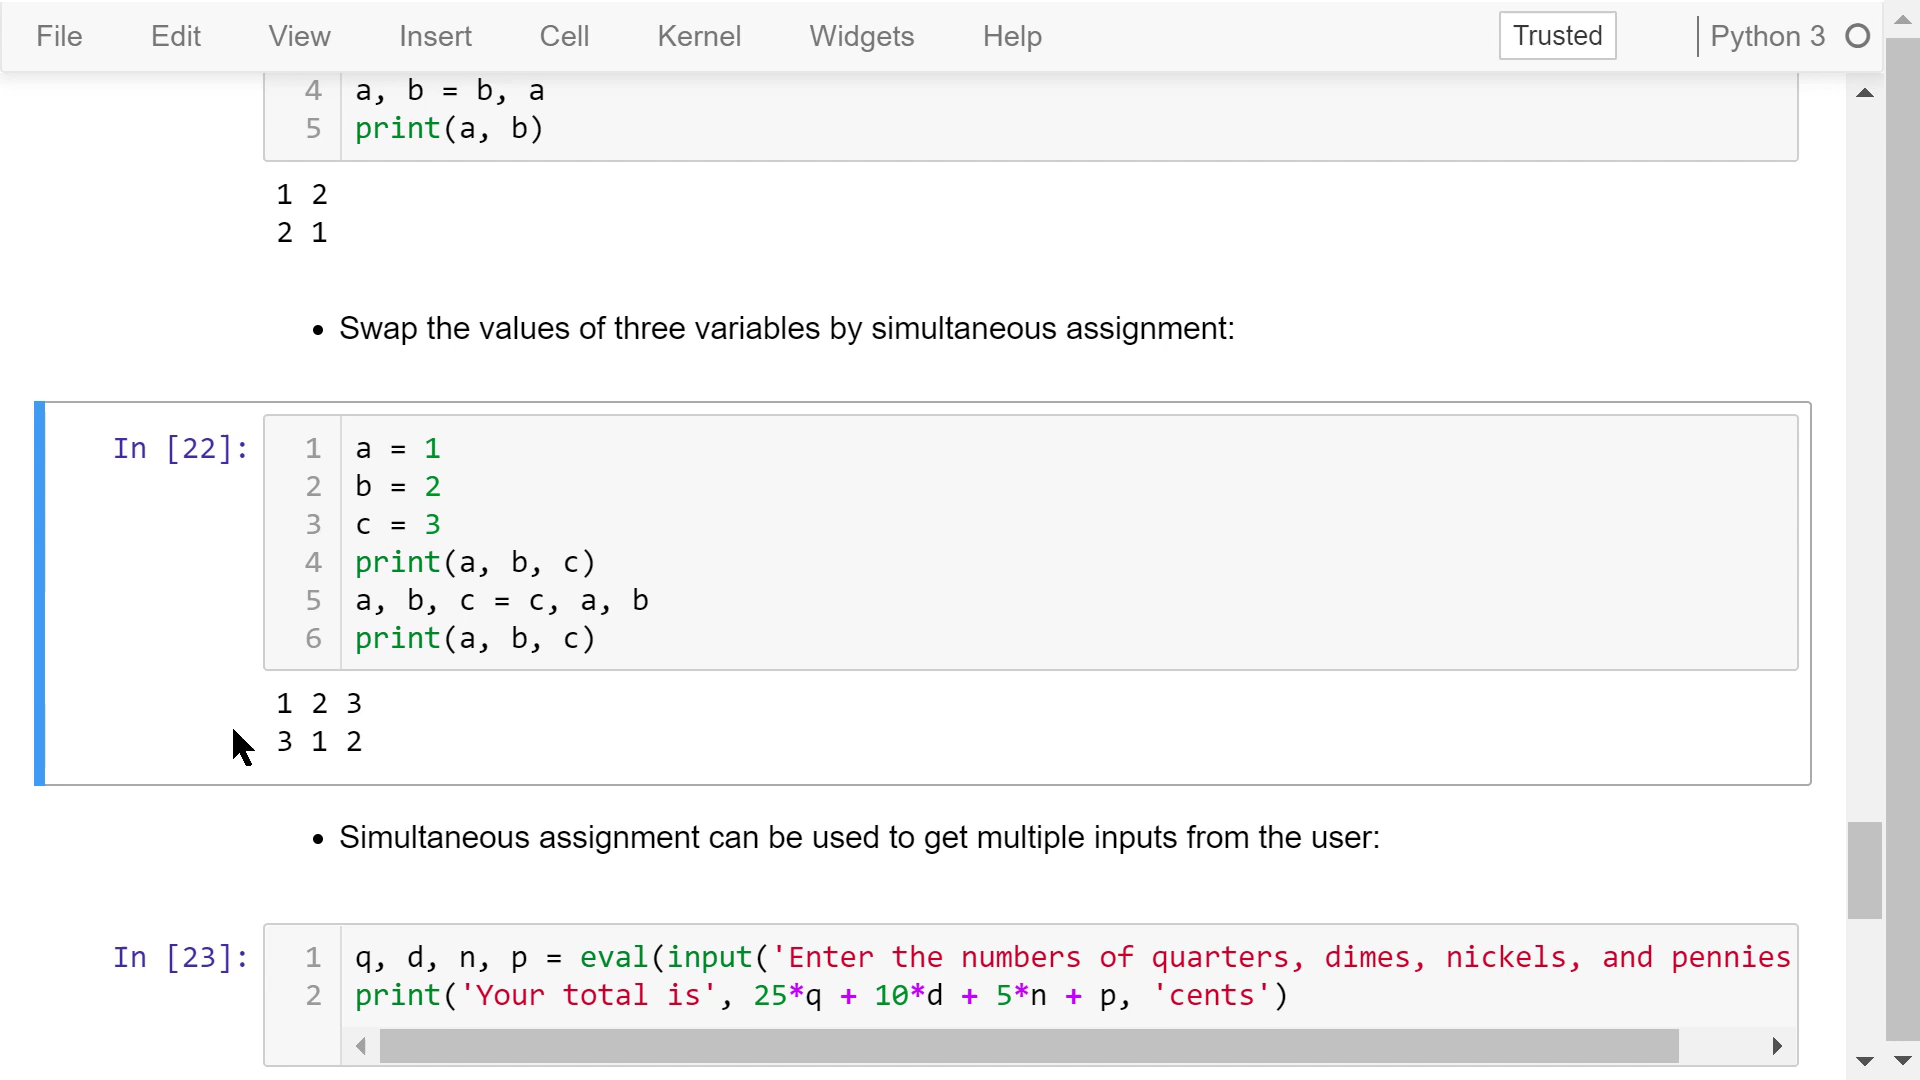 File Edit View Insert Cell Kernel Widgets Help Trusted Python 3
4 a, b = b, a
5 print(a, b)
1 2
2 1
• Swap the values of three variables by simultaneous assignment:
In [22]: 1 a = 1
2 b = 2
3 c = 3
4 print(a, b, c)
5 a, b, c = c, a, b
6 print(a, b, c)
1 2 3
3 1 2
• Simultaneous assignment can be used to get multiple inputs from the user:
In [23]: 1 q, d, n, p = eval(input('Enter the numbers of quarters, dimes, nickels, and pennies
2 print('Your total is', 25*q + 10*d + 5*n + p, 'cents')